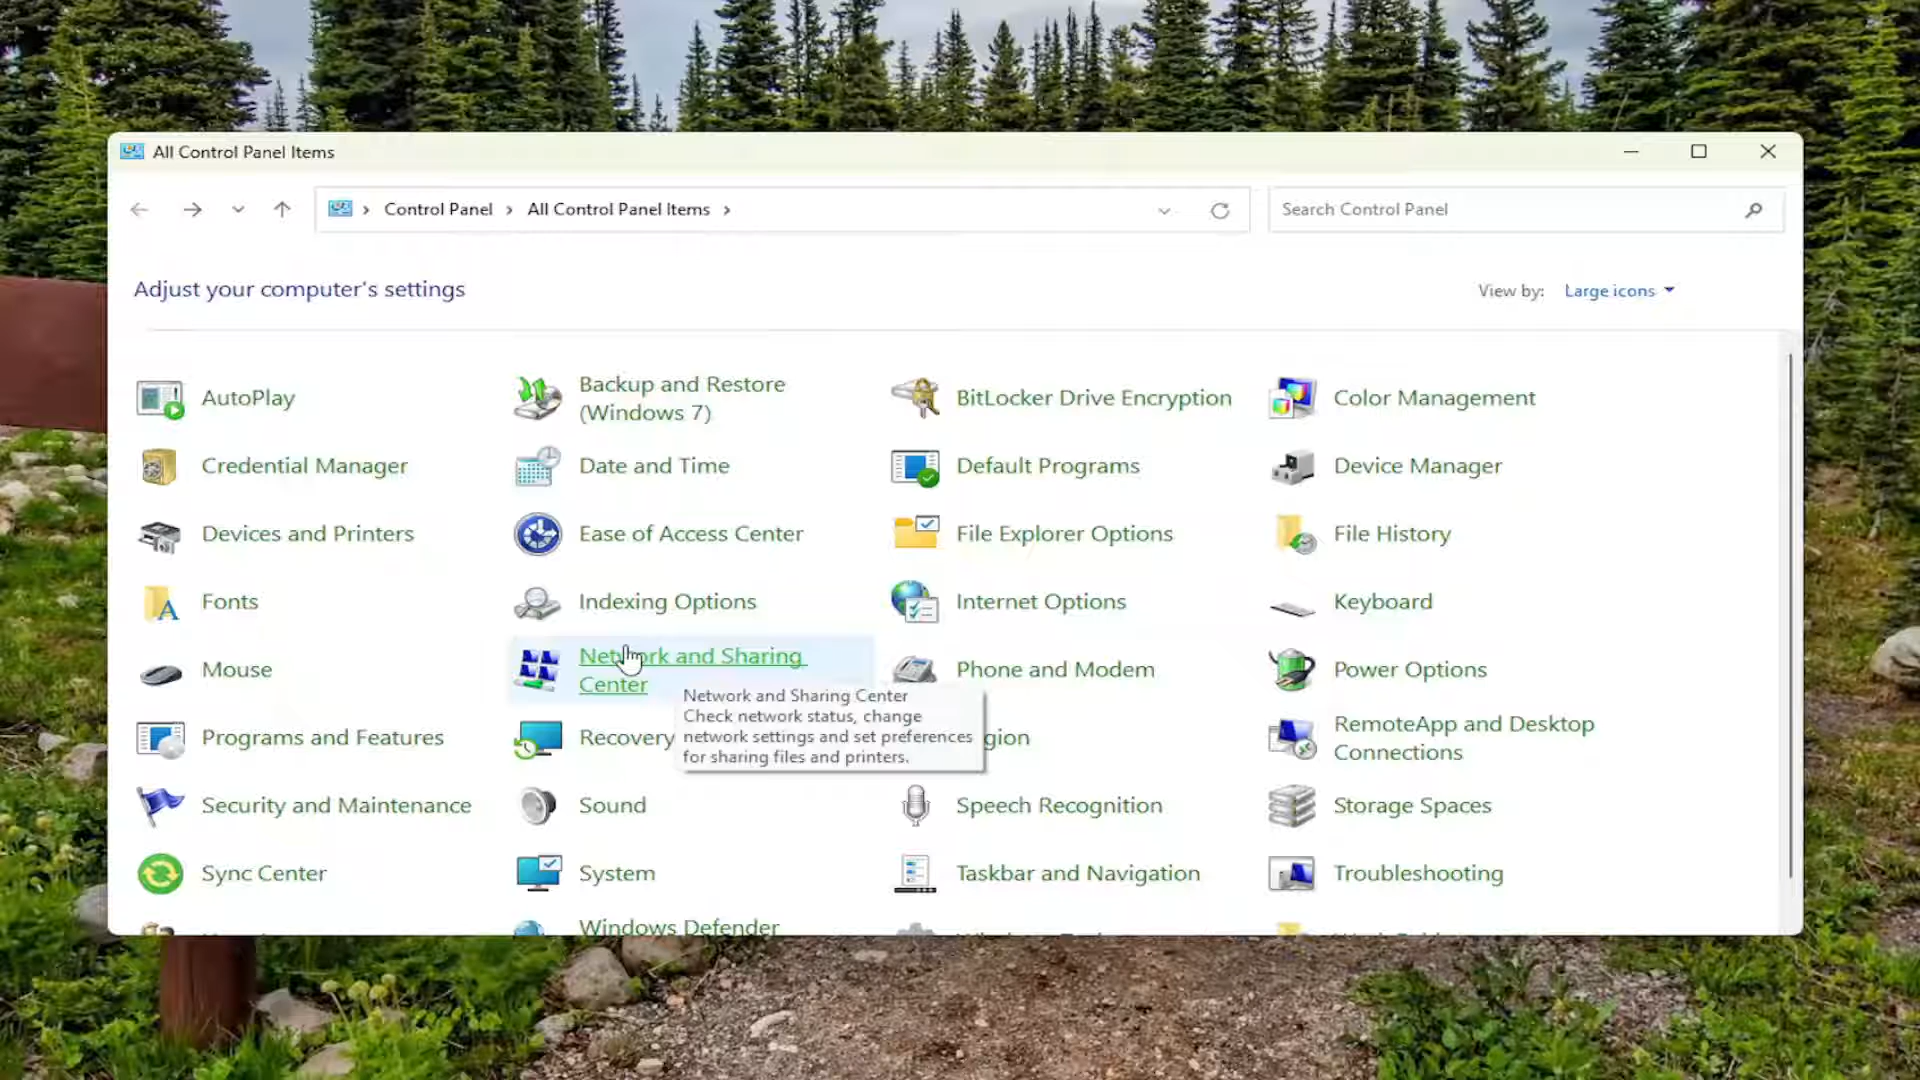 All Control Panel Items
Control Panel
All Control Panel Items
Search Control Panel
Adjust your computer's settings
View by:
Large icons
AutoPlay
Backup and Restore
(Windows 7)
BitLocker Drive Encryption
Color Management
Credential Manager
Date and Time
Default Programs
Device Manager
Devices and Printers
Ease of Access Center
File Explorer Options
File History
Fonts
Indexing Options
Internet Options
Keyboard
Mouse
Network and Sharing
Center
Phone and Modem
Power Options
Network and Sharing Center
Check network status, change
network settings and set preferences
for sharing files and printers.
Programs and Features
Recovery
gion
RemoteApp and Desktop
Connections
Security and Maintenance
Sound
Speech Recognition
Storage Spaces
Sync Center
System
Taskbar and Navigation
Troubleshooting
Windows Defender